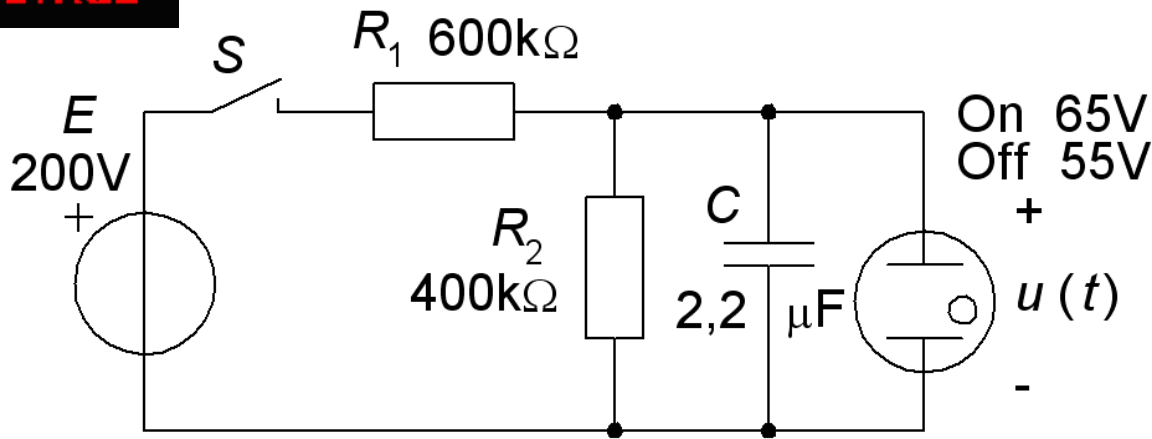 S
R1 600kΩ
E
200V
+
On 65V
Off 55V
+
R2
400kΩ
C
2,2 μF
u (t)
-